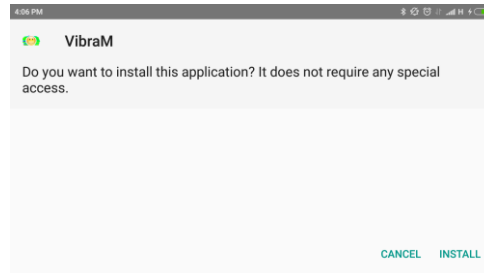 4:06 PM
H
VibraM
Do you want to install this application? It does not require any special
access.
CANCEL INSTALL